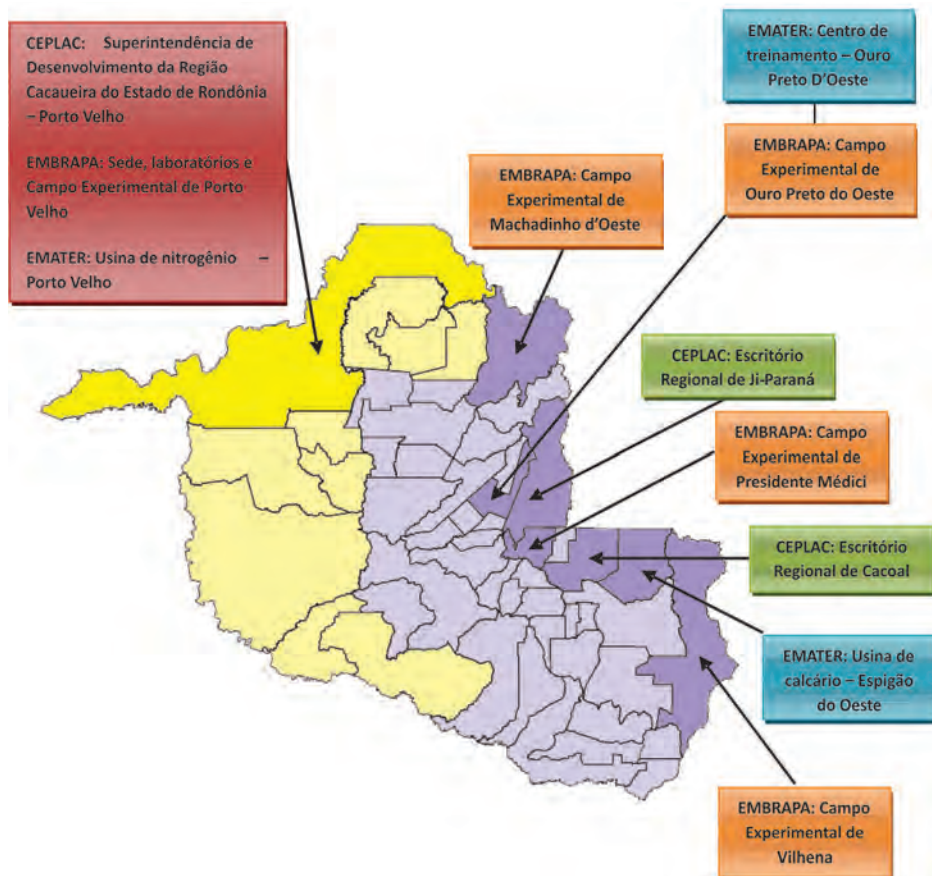 CEPLAC: Superintendência de
Desenvolvimento da Região
Cacaueira do Estado de Rondônia
– Porto Velho
EMBRAPA: Sede, laboratórios e
Campo Experimental de Porto
Velho
EMATER: Usina de nitrogênio –
Porto Velho
EMATER: Centro de
treinamento – Ouro
Preto D'Oeste
EMBRAPA: Campo
Experimental de
Ouro Preto do Oeste
EMBRAPA: Campo
Experimental de
Machadinho d'Oeste
CEPLAC: Escritório
Regional de Ji-Paraná
EMBRAPA: Campo
Experimental de
Presidente Médici
CEPLAC: Escritório
Regional de Cacoal
EMATER: Usina de
calcário – Espigão
do Oeste
EMBRAPA: Campo
Experimental de
Vilhena